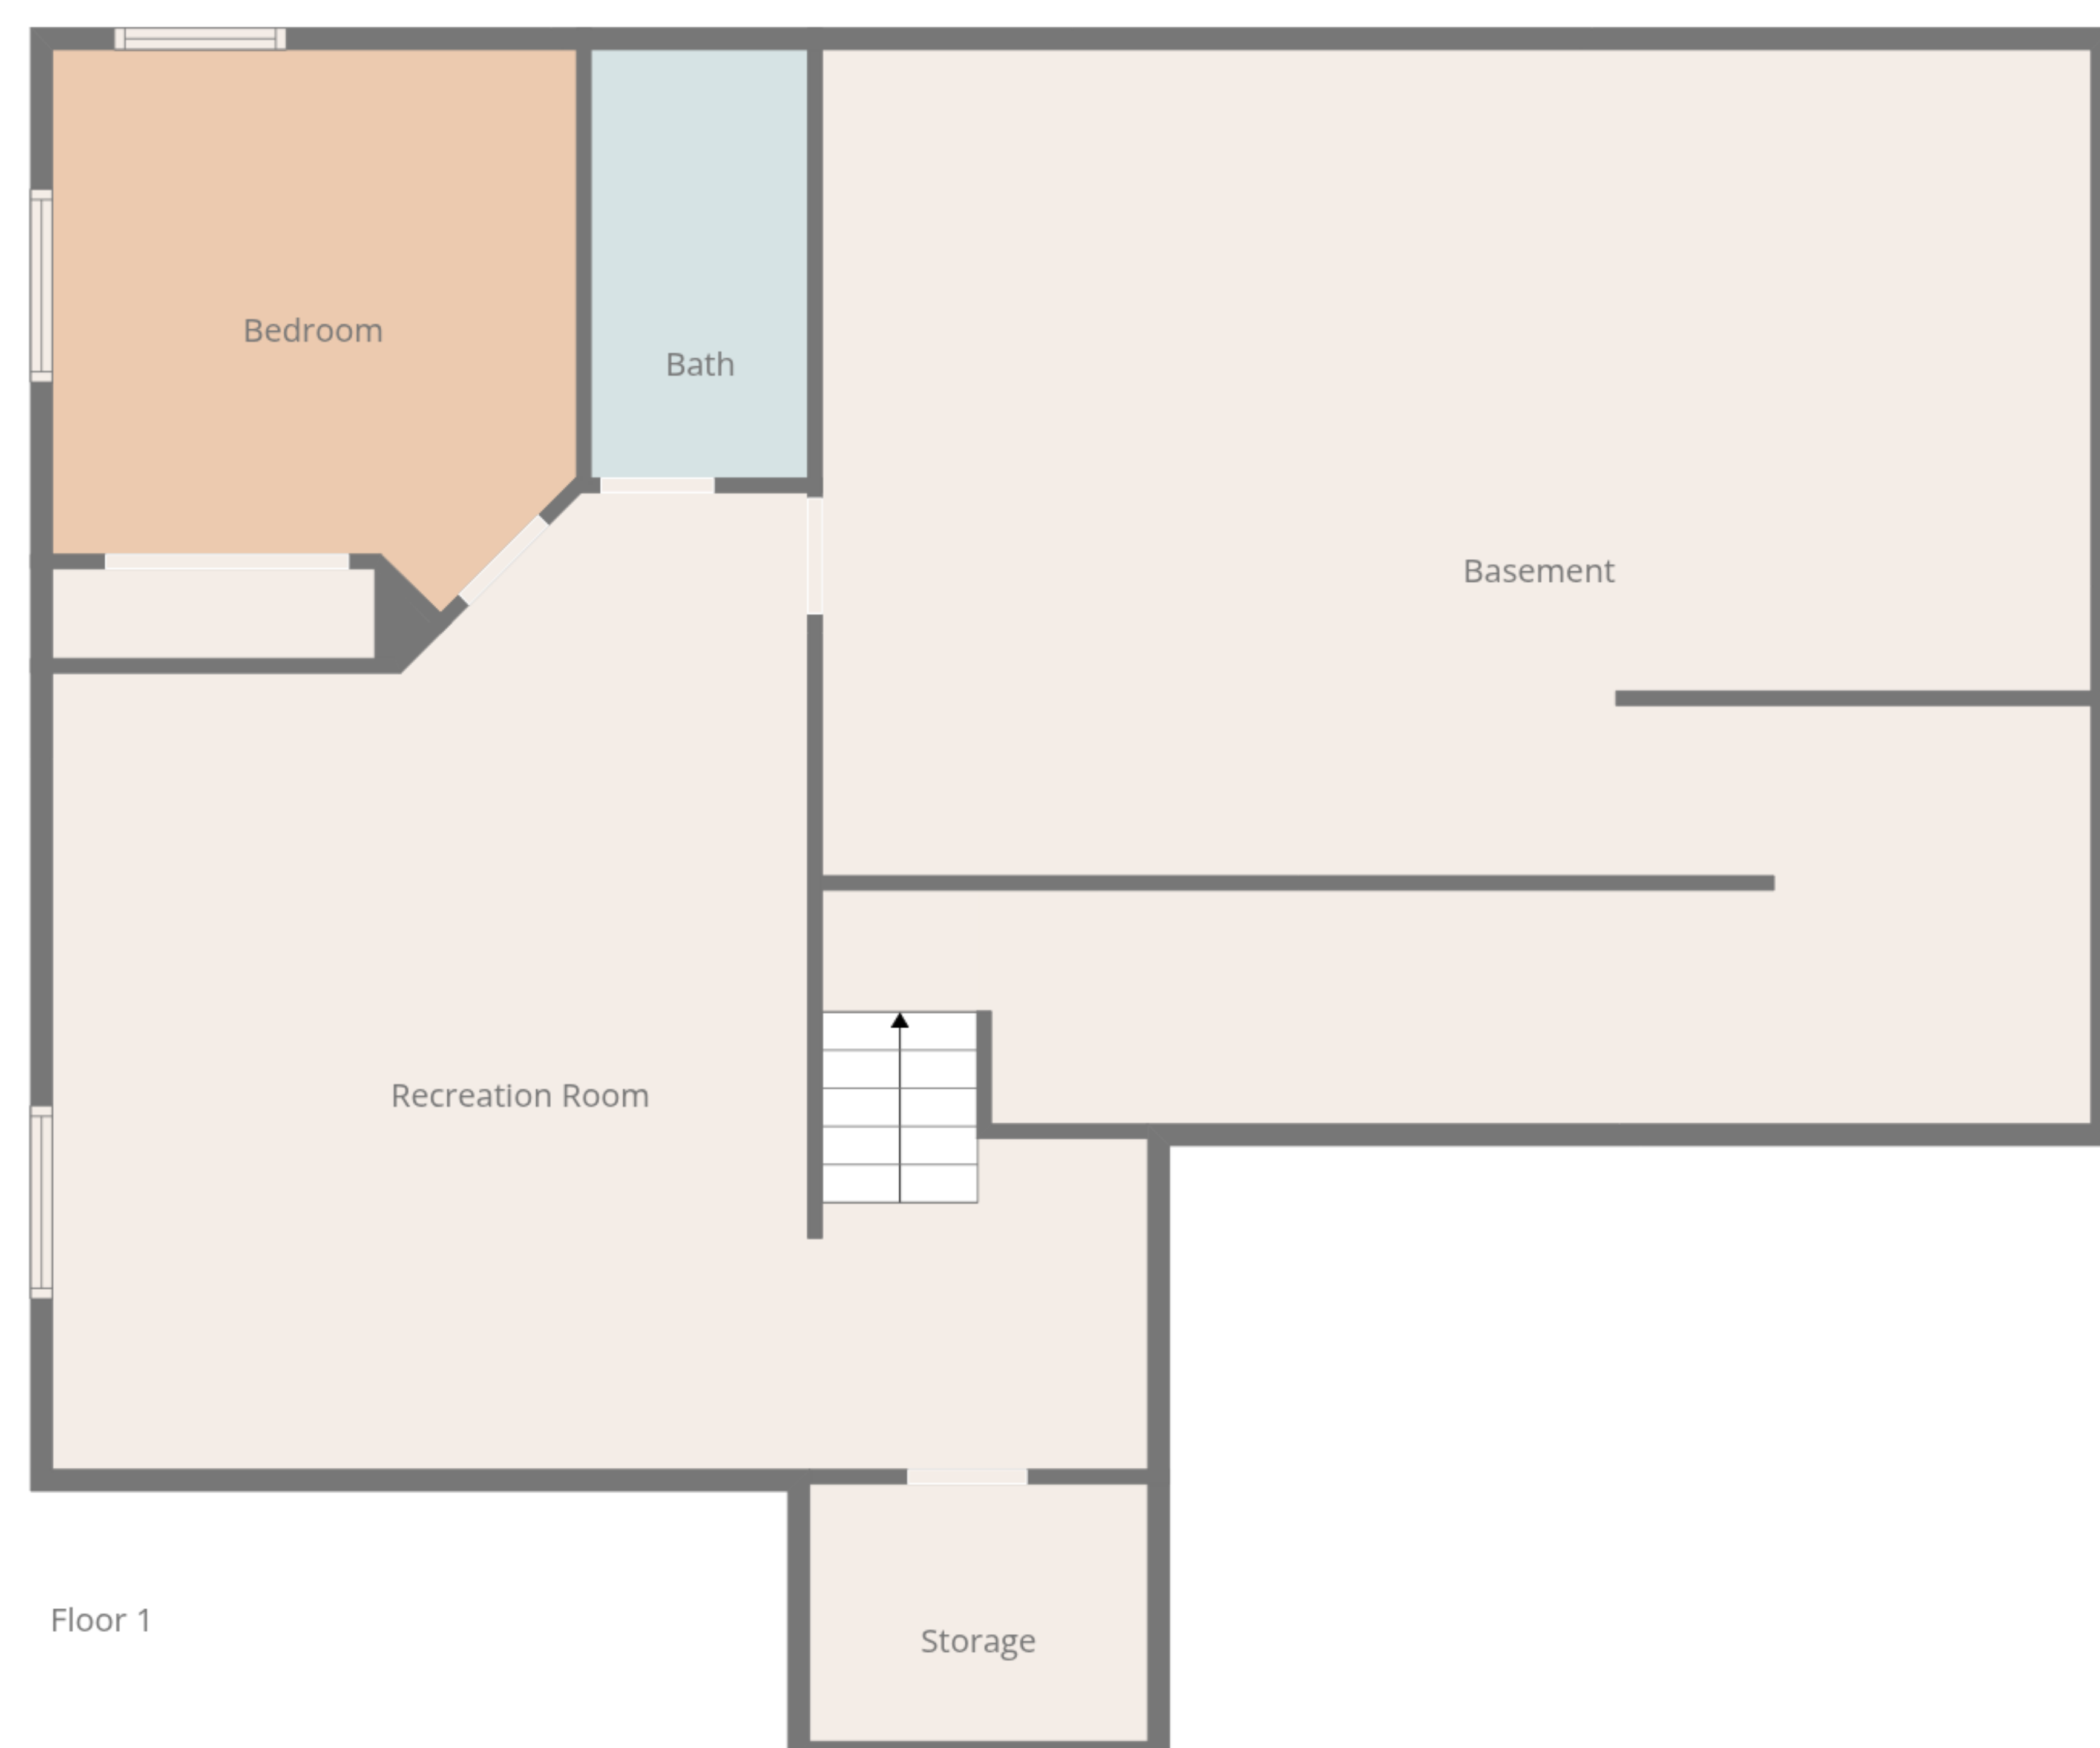 Bedroom
Bath
Basement
Recreation Room
Floor 1
Storage